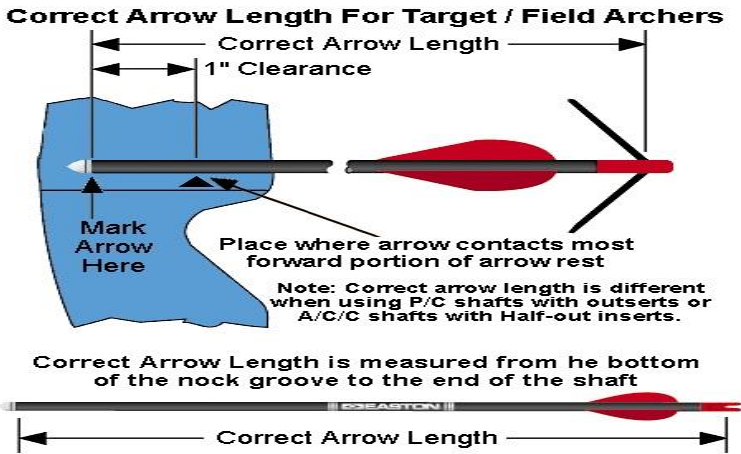 Correct Arrow Length For Target / Field Archers
Correct Arrow Length
1" Clearance
Mark
Arrow
Here
Place where arrow contacts most
forward portion of arrow rest
Note: Correct arrow length is different
when using P/C shafts with outserts or
A/C/C shafts with Half-out inserts.
Correct Arrow Length is measured from he bottom
of the nock groove to the end of the shaft
EASTON
Correct Arrow Length